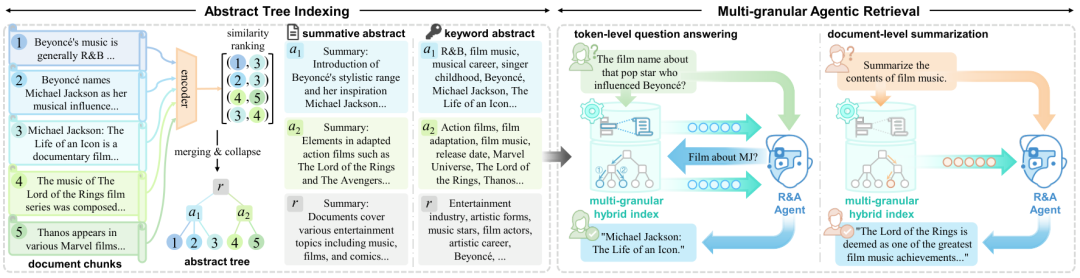 Abstract Tree Indexing
Multi-granular Agentic Retrieval
1
Beyoncé's music is
generally R&B ...
2
Beyoncé names
Michael Jackson as her
musical influence...
3
Michael Jackson: The
Life of an Icon is a
documentary film...
4
The music of The
Lord of the Rings film
series was composed...
5
Thanos appears in
various Marvel films...
document chunks
encoder
similarity
ranking
(1, 3)
(2, 3)
(4, 5)
(3, 4)
merging & collapse
r
a1
a2
1 2 3 4 5
abstract tree
summative abstract
a1
Summary:
Introduction of
Beyoncé's stylistic range
and her inspiration
Michael Jackson...
a2
Summary:
Elements in adapted
action films such as
The Lord of the Rings
and The Avengers...
r
Summary:
Documents cover
various entertainment
topics including music,
films, and comics...
keyword abstract
a1
R&B, film music,
musical career, singer
childhood, Beyoncé,
Michael Jackson, The
Life of an Icon...
a2
Action films, film
adaptation, film music,
release date, Marvel
Universe, The Lord of
the Rings, Thanos...
r
Entertainment
industry, artistic forms,
music stars, film actors,
artistic career,
Beyoncé, ...
token-level question answering
?
The film name about
that pop star who
influenced Beyoncé?
Film about MJ?
① ②
multi-granular
hybrid index
R&A
Agent
"Michael Jackson:
The Life of an Icon."
document-level summarization
?
Summarize the
contents of film music.
multi-granular
hybrid index
R&A
Agent
"The Lord of the Rings is
deemed as one of the greatest
film music achievements..."